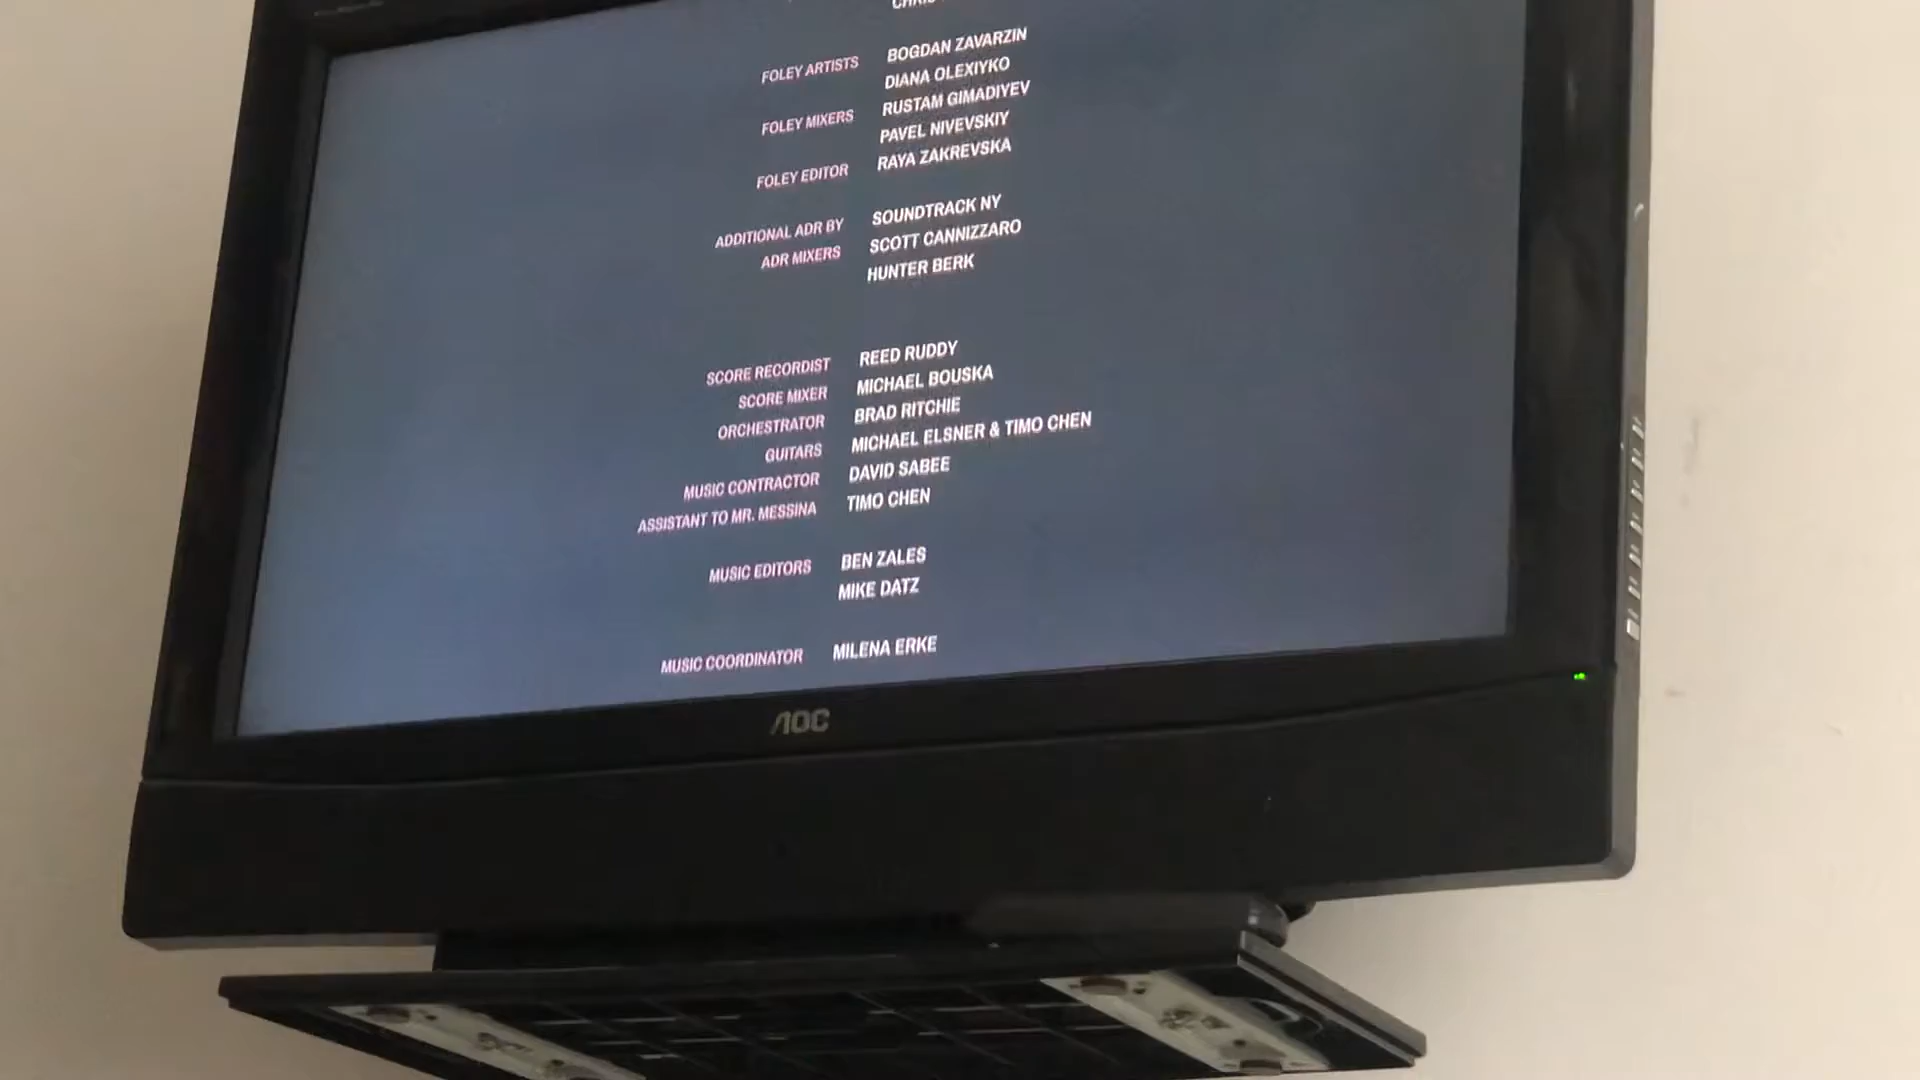 FOLEY ARTISTS BOGDAN ZAVARZIN
DIANA OLEXIYKO
FOLEY MIXERS RUSTAM GIMADIYEV
PAVEL NIVEVSKIY
FOLEY EDITOR RAYA ZAKREVSKA
ADDITIONAL ADR BY SOUNDTRACK NY
ADR MIXERS SCOTT CANNIZZARO
HUNTER BERK
SCORE RECORDIST REED RUDDY
SCORE MIXER MICHAEL BOUSKA
ORCHESTRATOR BRAD RITCHIE
GUITARS MICHAEL ELSNER & TIMO CHEN
MUSIC CONTRACTOR DAVID SABEE
ASSISTANT TO MR. MESSINA TIMO CHEN
MUSIC EDITORS BEN ZALES
MIKE DATZ
MUSIC COORDINATOR MILENA ERKE
AOC